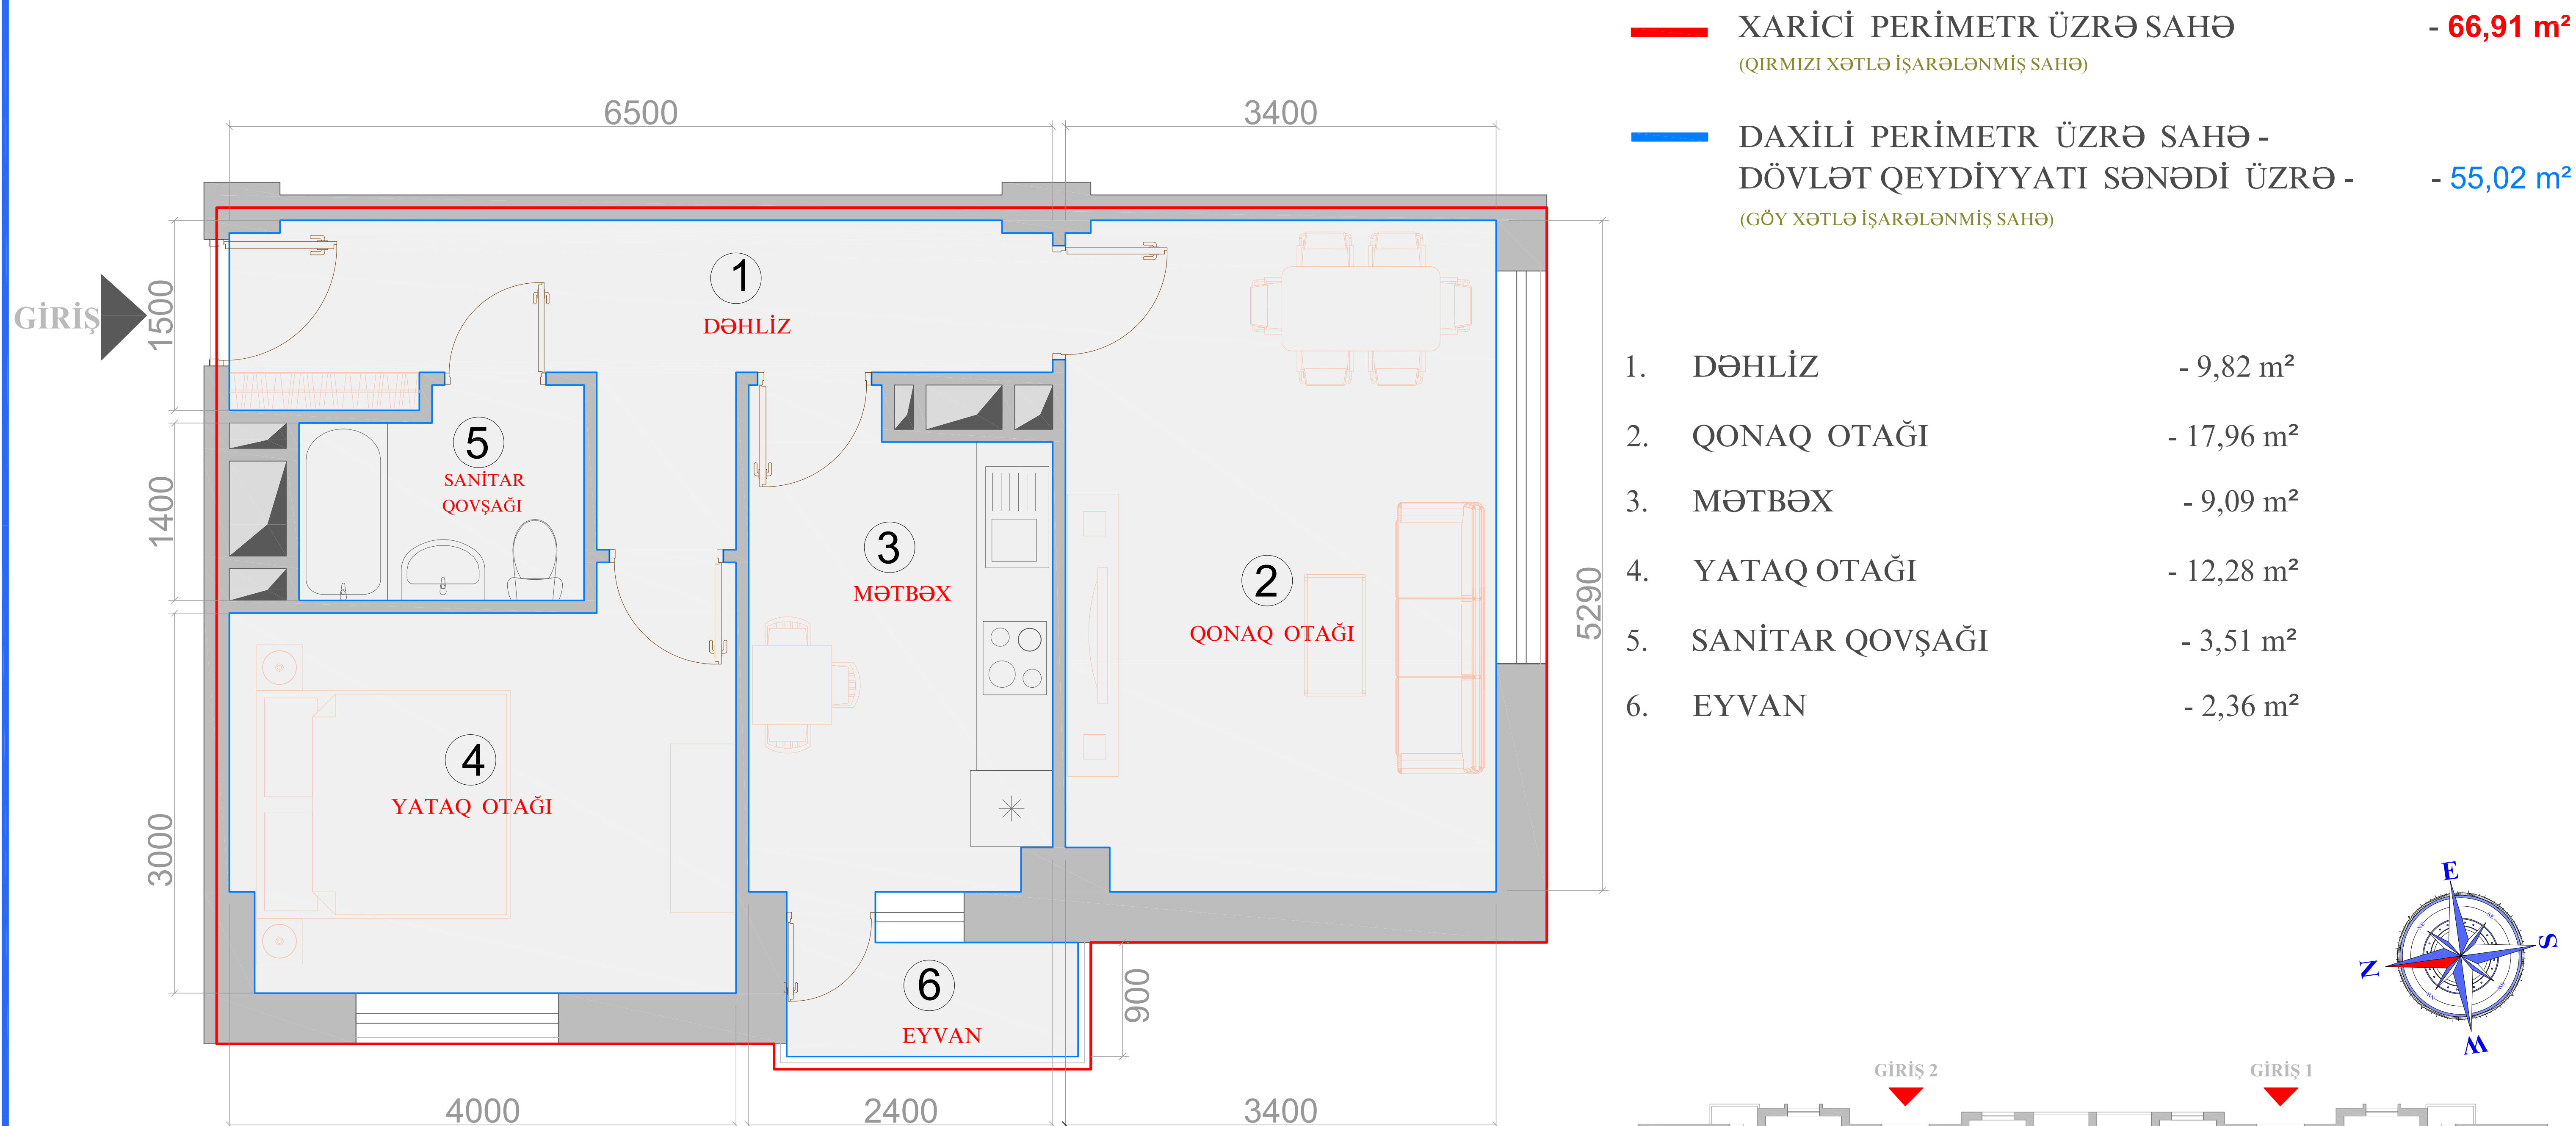 XARİCİ PERİMETR ÜZRƏ SAHƏ - 66,91 m²
(QIRMIZI XƏTLƏ İŞARƏLƏNMİŞ SAHƏ)
DAXİLİ PERİMETR ÜZRƏ SAHƏ -
DÖVLƏT QEYDİYYATI SƏNƏDİ ÜZRƏ - - 55,02 m²
(GÖY XƏTLƏ İŞARƏLƏNMİŞ SAHƏ)
6500
3400
GİRİŞ
1500
1400
3000
1
DƏHLİZ
5
SANİTAR
QOVŞAĞI
3
MƏTBƏX
2
QONAQ OTAĞI
4
YATAQ OTAĞI
6
EYVAN
5290
900
4000
2400
3400
1. DƏHLİZ - 9,82 m²
2. QONAQ OTAĞI - 17,96 m²
3. MƏTBƏX - 9,09 m²
4. YATAQ OTAĞI - 12,28 m²
5. SANİTAR QOVŞAĞI - 3,51 m²
6. EYVAN - 2,36 m²
E
S
N
W
GİRİŞ 2
GİRİŞ 1